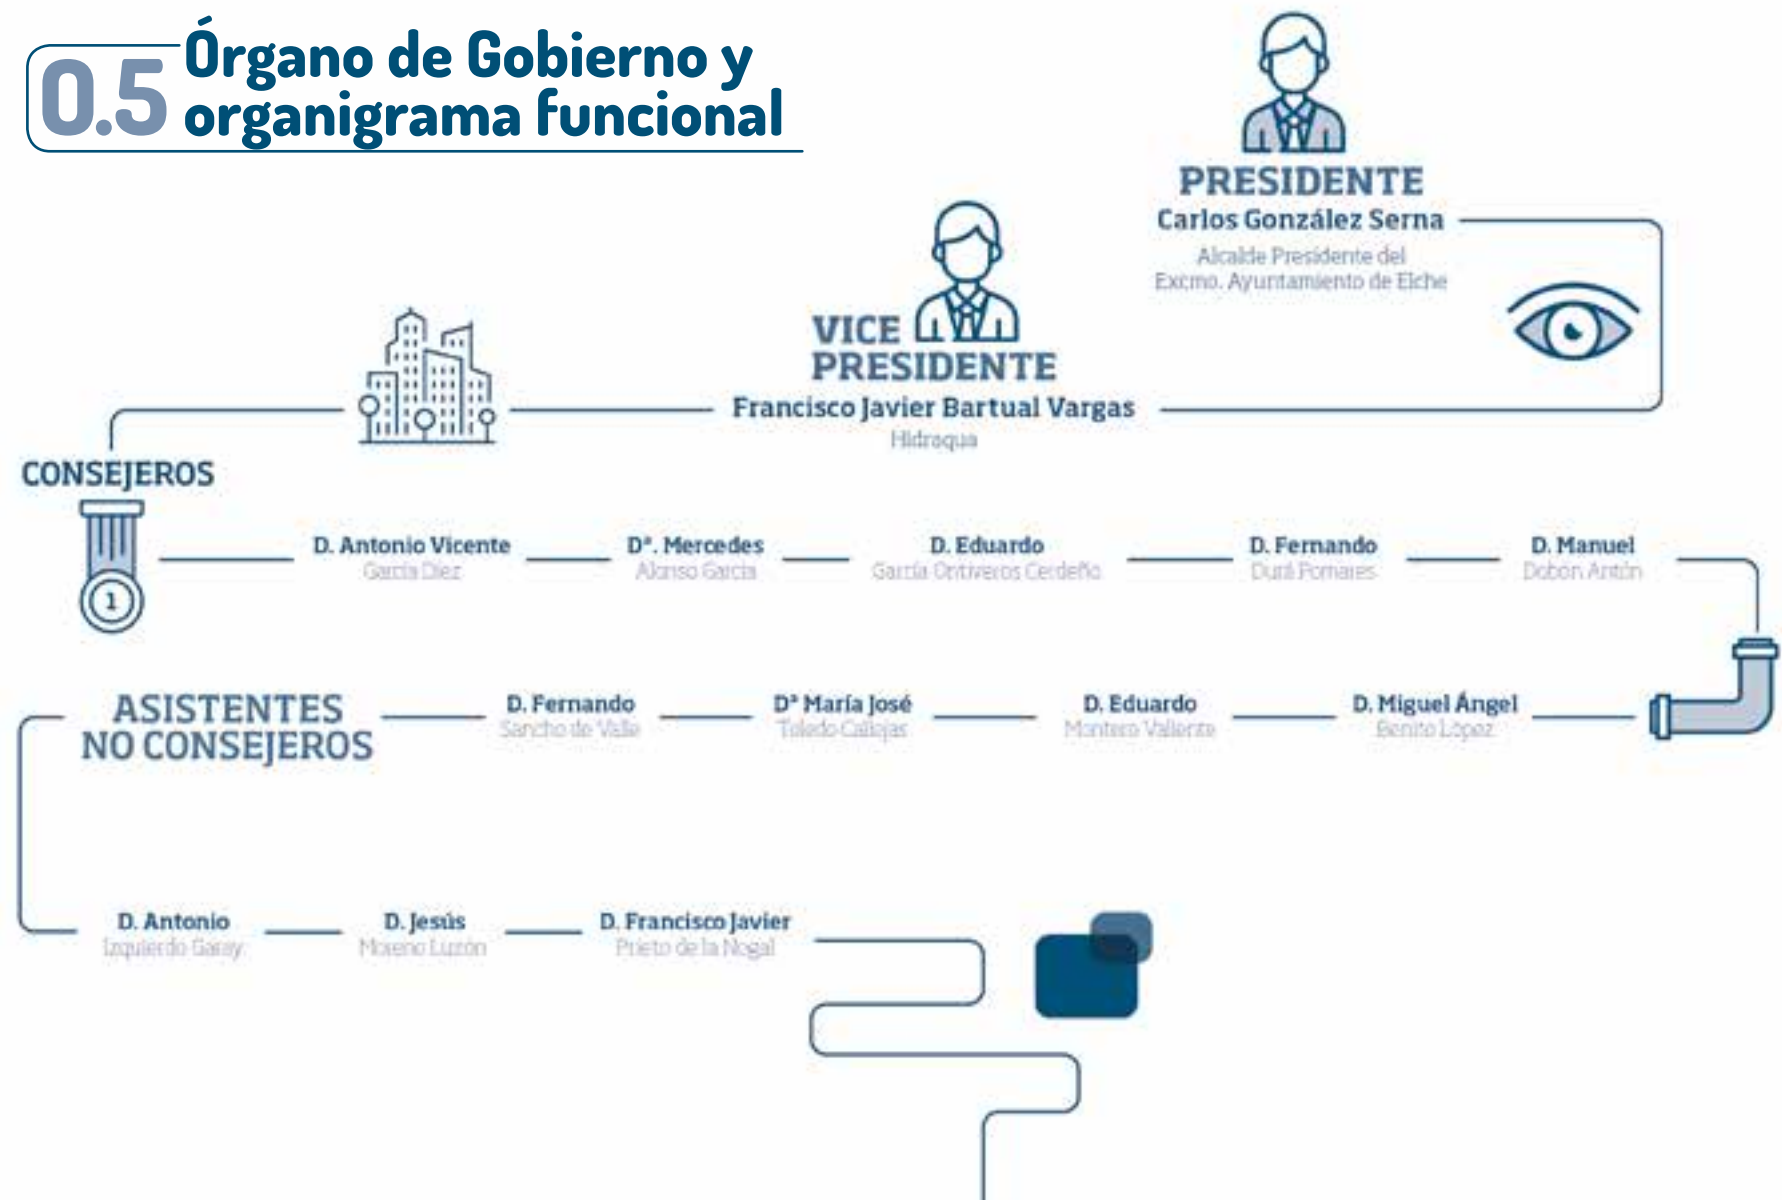 0.5
Órgano de Gobierno y
organigrama funcional
PRESIDENTE
Carlos González Serna
Alcalde Presidente del
Excmo. Ayuntamiento de Elche
VICE
PRESIDENTE
Francisco Javier Bartual Vargas
Hidraqua
CONSEJEROS
1
D. Antonio Vicente
García Díez
Dª. Mercedes
Alonso García
D. Eduardo
García Ontiveros Cerdeño
D. Fernando
Durá Pomares
D. Manuel
Dobón Antón
ASISTENTES
NO CONSEJEROS
D. Fernando
Sancho de Valle
Dª María José
Toledo Callejas
D. Eduardo
Montero Valiente
D. Miguel Ángel
Benito López
D. Antonio
Izquierdo Garay
D. Jesús
Moreno Luzón
D. Francisco Javier
Prieto de la Nogal